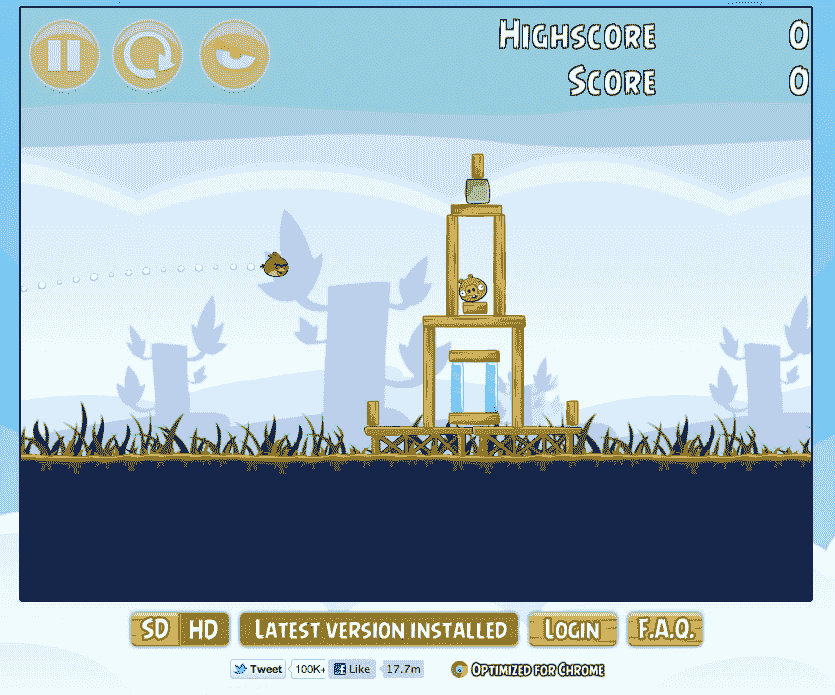 HIGHSCORE 0
SCORE 0
SD HD LATEST VERSION INSTALLED LOGIN F.A.Q.
Tweet 100K+ Like 17.7m OPTIMIZED FOR CHROME